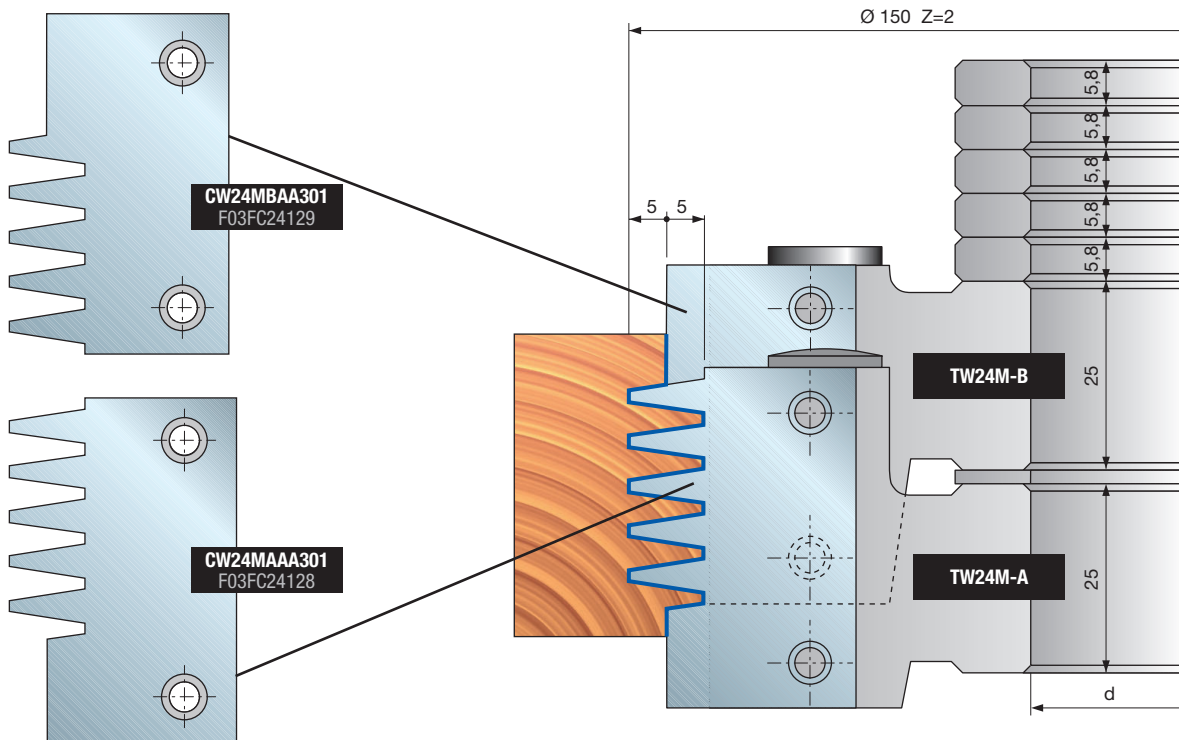 Ø 150 Z=2
5,8
5,8
5,8
5,8
5,8
CW24MBAA301
F03FC24129
5 5
TW24M-B
25
CW24MAAA301
F03FC24128
TW24M-A
25
d